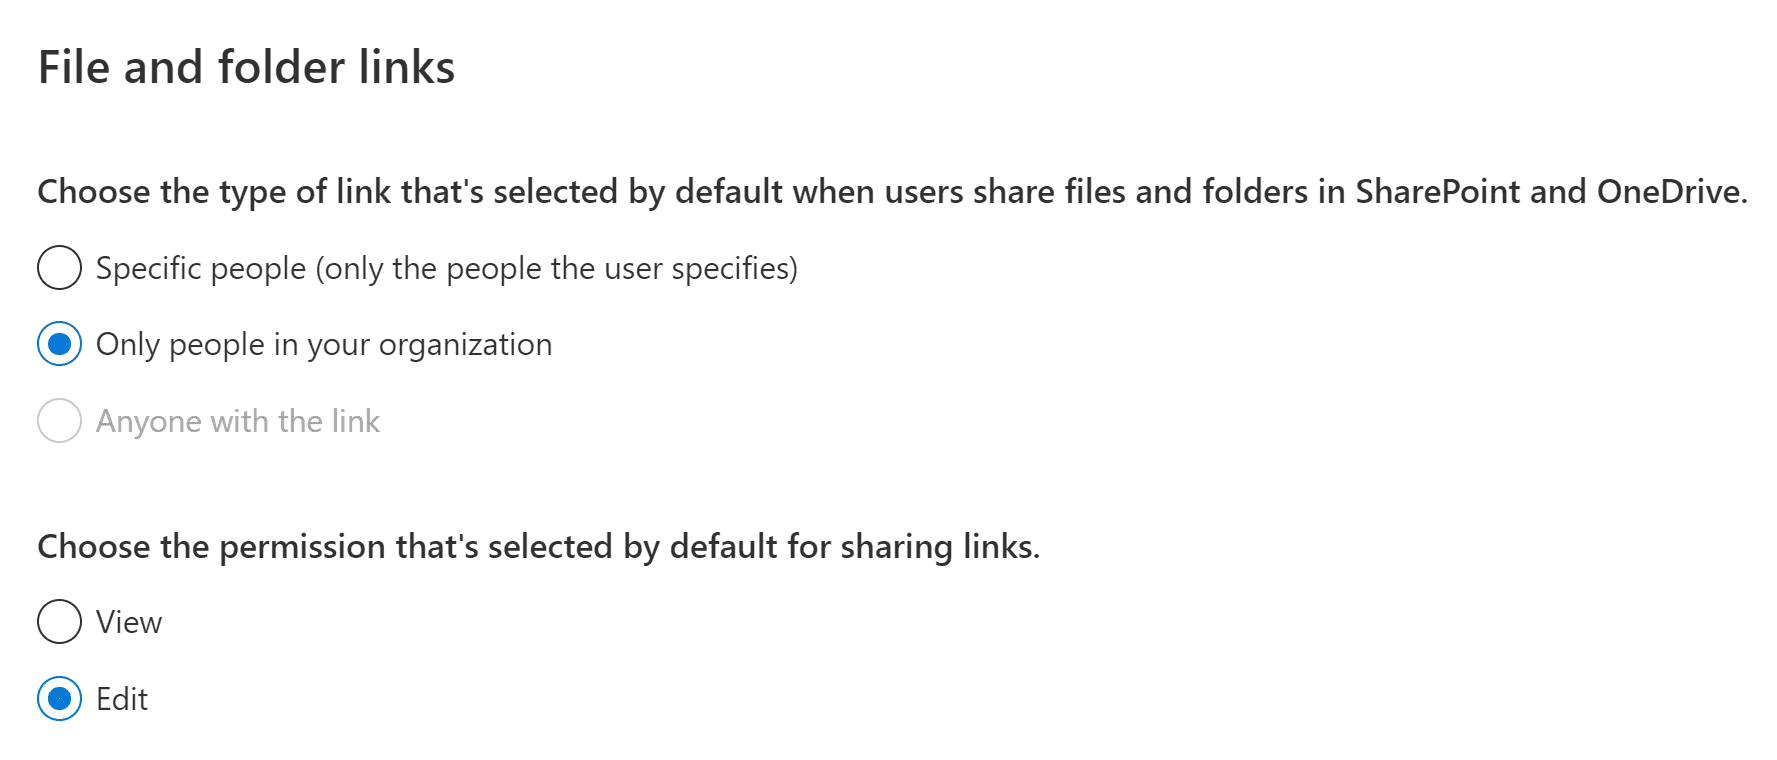 File and folder links
Choose the type of link that's selected by default when users share files and folders in SharePoint and OneDrive.
Specific people (only the people the user specifies)
Only people in your organization
Anyone with the link
Choose the permission that's selected by default for sharing links.
View
Edit